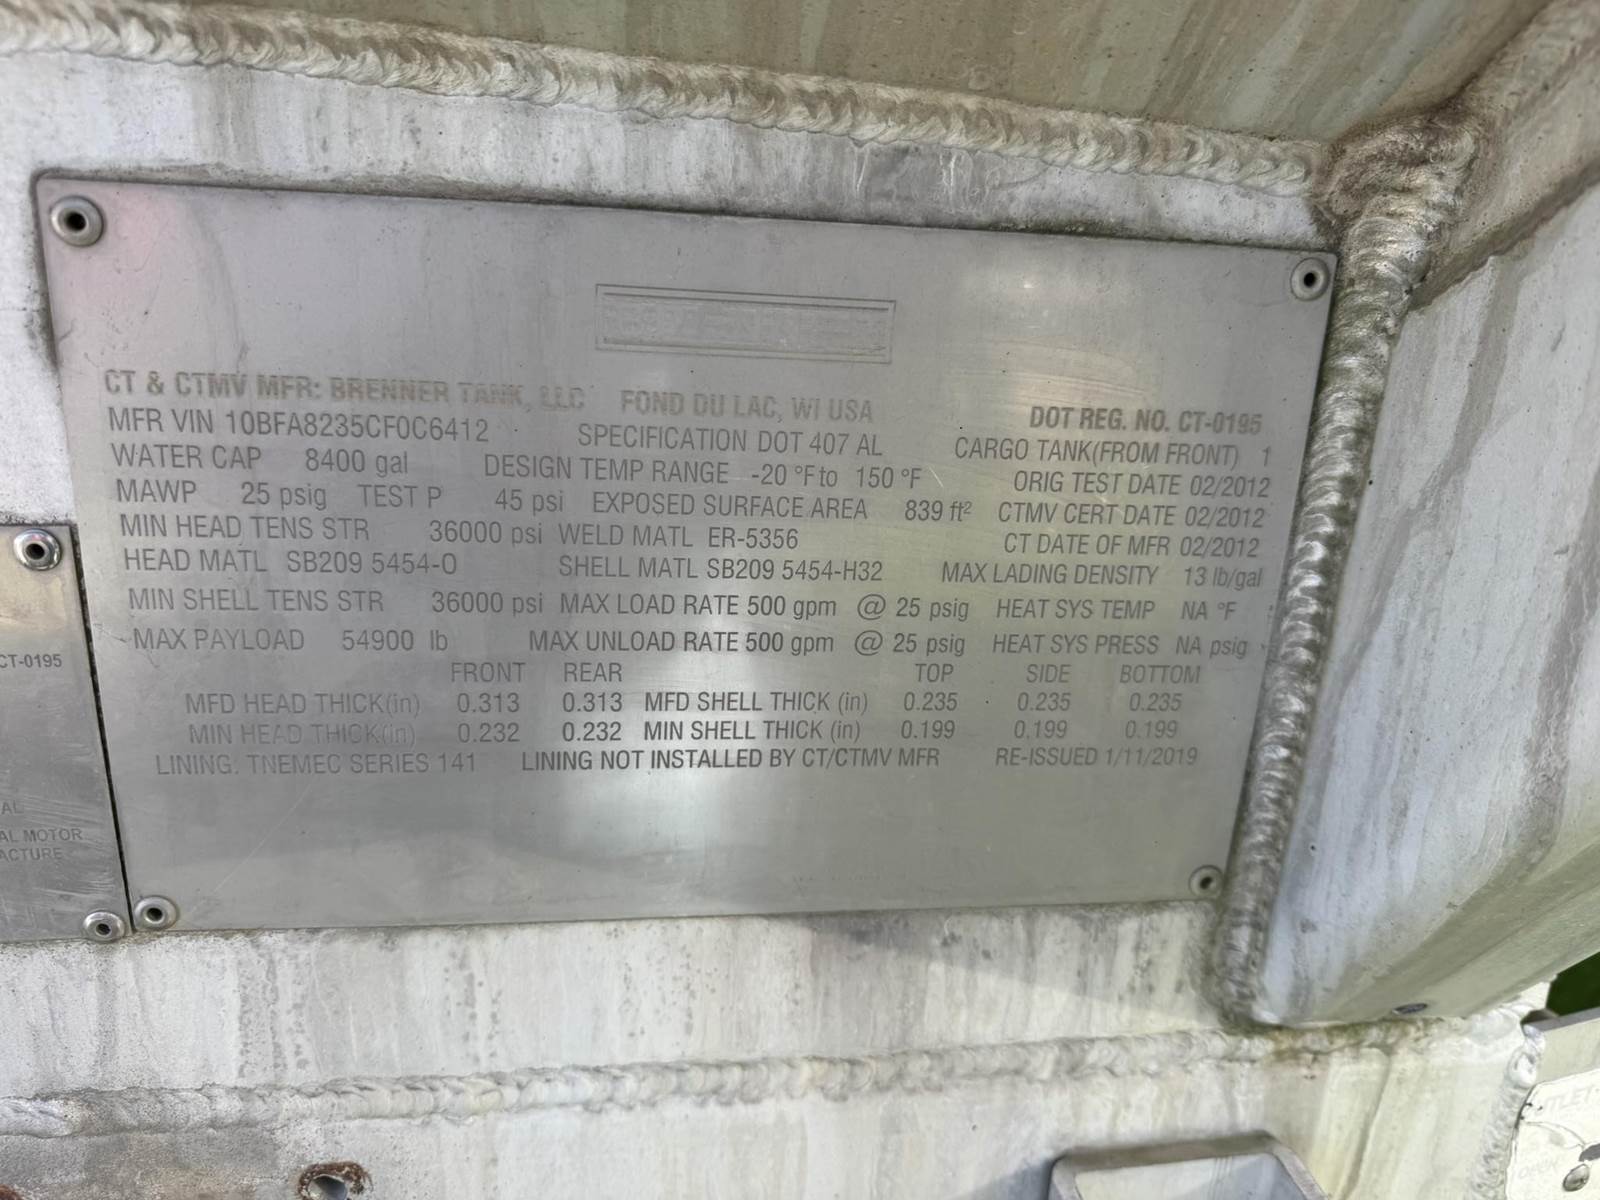 CT & CTMV MFR: BRENNER TANK, LLC FOND DU LAC, WI USA DOT REG. NO. CT-0195
MFR VIN 10BFA8235CF0C6412 SPECIFICATION DOT 407 AL CARGO TANK(FROM FRONT) 1
WATER CAP 8400 gal DESIGN TEMP RANGE -20 °F to 150 °F ORIG TEST DATE 02/2012
MAWP 25 psig TEST P 45 psi EXPOSED SURFACE AREA 839 ft² CTMV CERT DATE 02/2012
MIN HEAD TENS STR 36000 psi WELD MATL ER-5356 CT DATE OF MFR 02/2012
HEAD MATL SB209 5454-O SHELL MATL SB209 5454-H32 MAX LADING DENSITY 13 lb/gal
MIN SHELL TENS STR 36000 psi MAX LOAD RATE 500 gpm @ 25 psig HEAT SYS TEMP NA °F
MAX PAYLOAD 54900 lb MAX UNLOAD RATE 500 gpm @ 25 psig HEAT SYS PRESS NA psig
FRONT REAR TOP SIDE BOTTOM
MFD HEAD THICK(in) 0.313 0.313 MFD SHELL THICK (in) 0.235 0.235 0.235
MIN HEAD THICK(in) 0.232 0.232 MIN SHELL THICK (in) 0.199 0.199 0.199
LINING. TNEMEC SERIES 141 LINING NOT INSTALLED BY CT/CTMV MFR RE-ISSUED 1/11/2019
CT-0195
AL
AL MOTOR
ACTURE